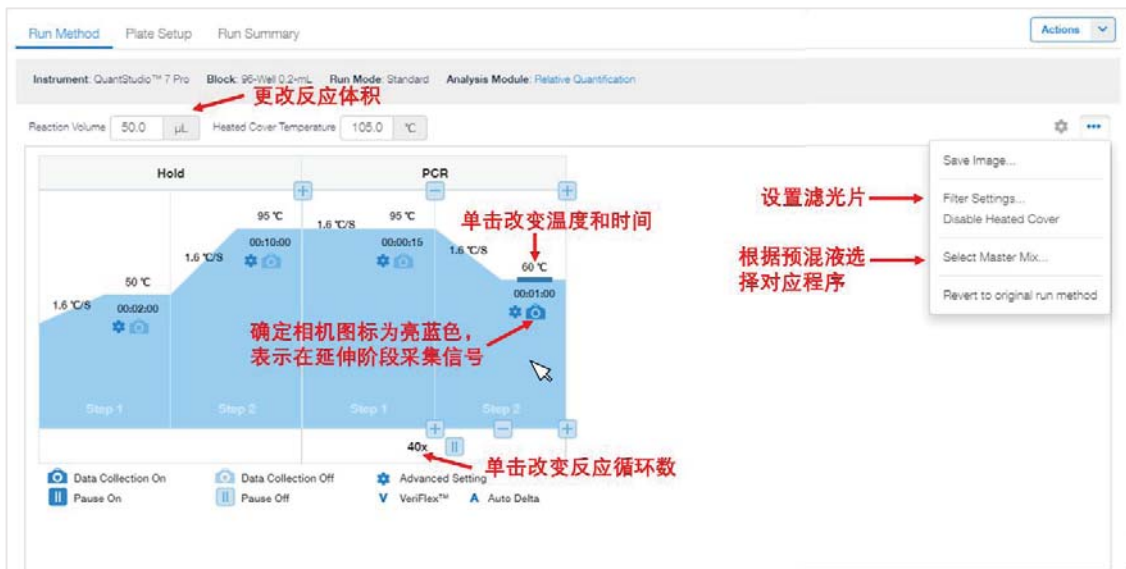 Run Method Plate Setup Run Summary Actions
Instrument: QuantStudio™ 7 Pro Block: 96-Well 0.2-mL Run Mode: Standard Analysis Module: Relative Quantification
更改反应体积
Reaction Volume 50.0 µL Heated Cover Temperature 105.0 °C
Hold PCR
Save Image...
设置滤光片
Filter Settings...
Disable Heated Cover
根据预混液选
择对应程序
Select Master Mix...
Revert to original run method
95 °C 95 °C
1.6 °C/S
单击改变温度和时间
00:10:00 00:00:15
1.6 °C/S 1.6 °C/S
60 °C
50 °C
1.6 °C/S
00:02:00
00:01:00
确定相机图标为亮蓝色，
表示在延伸阶段采集信号
Step 1 Step 2 Step 1 Step 2
40x
单击改变反应循环数
Data Collection On Data Collection Off Advanced Setting
Pause On Pause Off V VeriFlex™ A Auto Delta